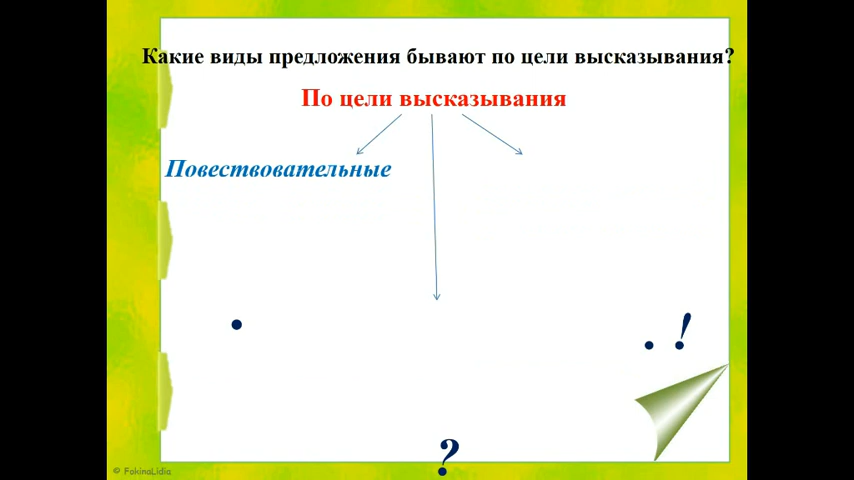 Какие виды предложения бывают по цели высказывания?
По цели высказывания
Повествовательные
.
. !
?
© FokinaLidia